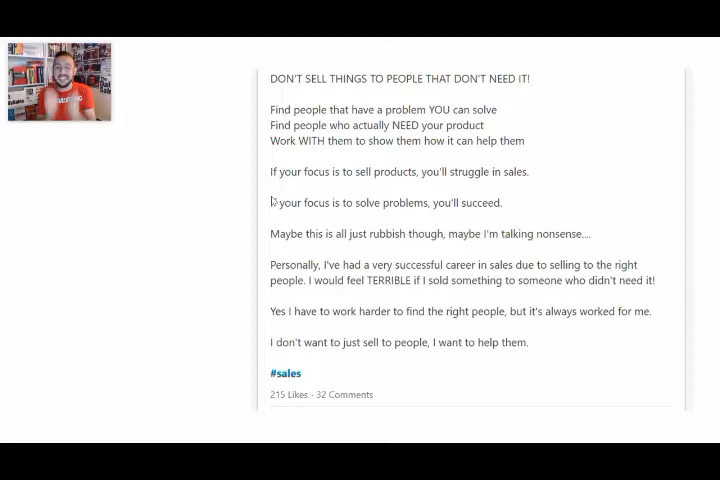 DON'T SELL THINGS TO PEOPLE THAT DON'T NEED IT!
Find people that have a problem YOU can solve
Find people who actually NEED your product
Work WITH them to show them how it can help them
If your focus is to sell products, you'll struggle in sales.
your focus is to solve problems, you'll succeed.
Maybe this is all just rubbish though, maybe I'm talking nonsense....
Personally, I've had a very successful career in sales due to selling to the right
people. I would feel TERRIBLE if I sold something to someone who didn't need it!
Yes I have to work harder to find the right people, but it's always worked for me.
I don't want to just sell to people, I want to help them.
#sales
215 Likes · 32 Comments